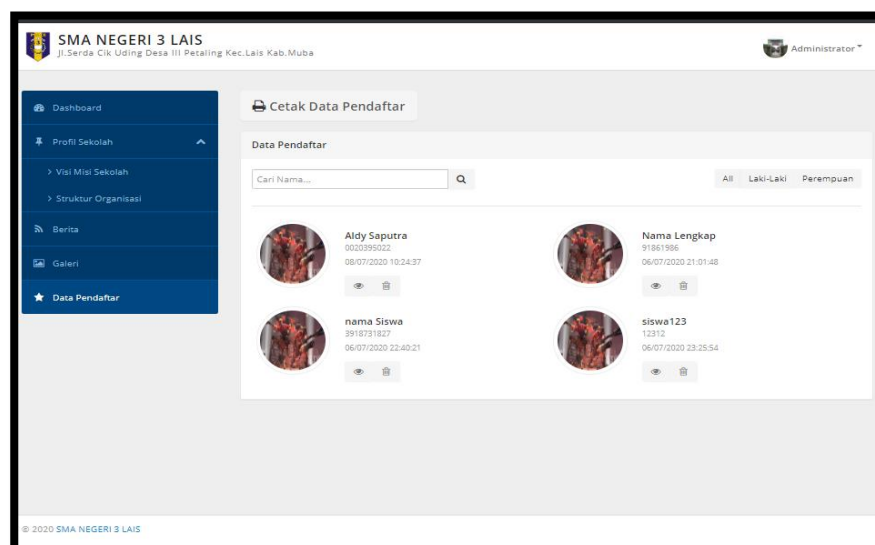 SMA NEGERI 3 LAIS
Jl.Serda Cik Uding Desa III Petaling Kec.Lais Kab.Muba
Administrator
Dashboard
Profil Sekolah
Visi Misi Sekolah
Struktur Organisasi
Berita
Galeri
Data Pendaftar
Cetak Data Pendaftar
Data Pendaftar
Cari Nama...
All Laki-Laki Perempuan
Aldy Saputra
0020395022
08/07/2020 10:24:37
Nama Lengkap
91861986
06/07/2020 21:01:48
nama Siswa
3918731827
06/07/2020 22:40:21
siswa123
12312
06/07/2020 23:25:54
© 2020 SMA NEGERI 3 LAIS